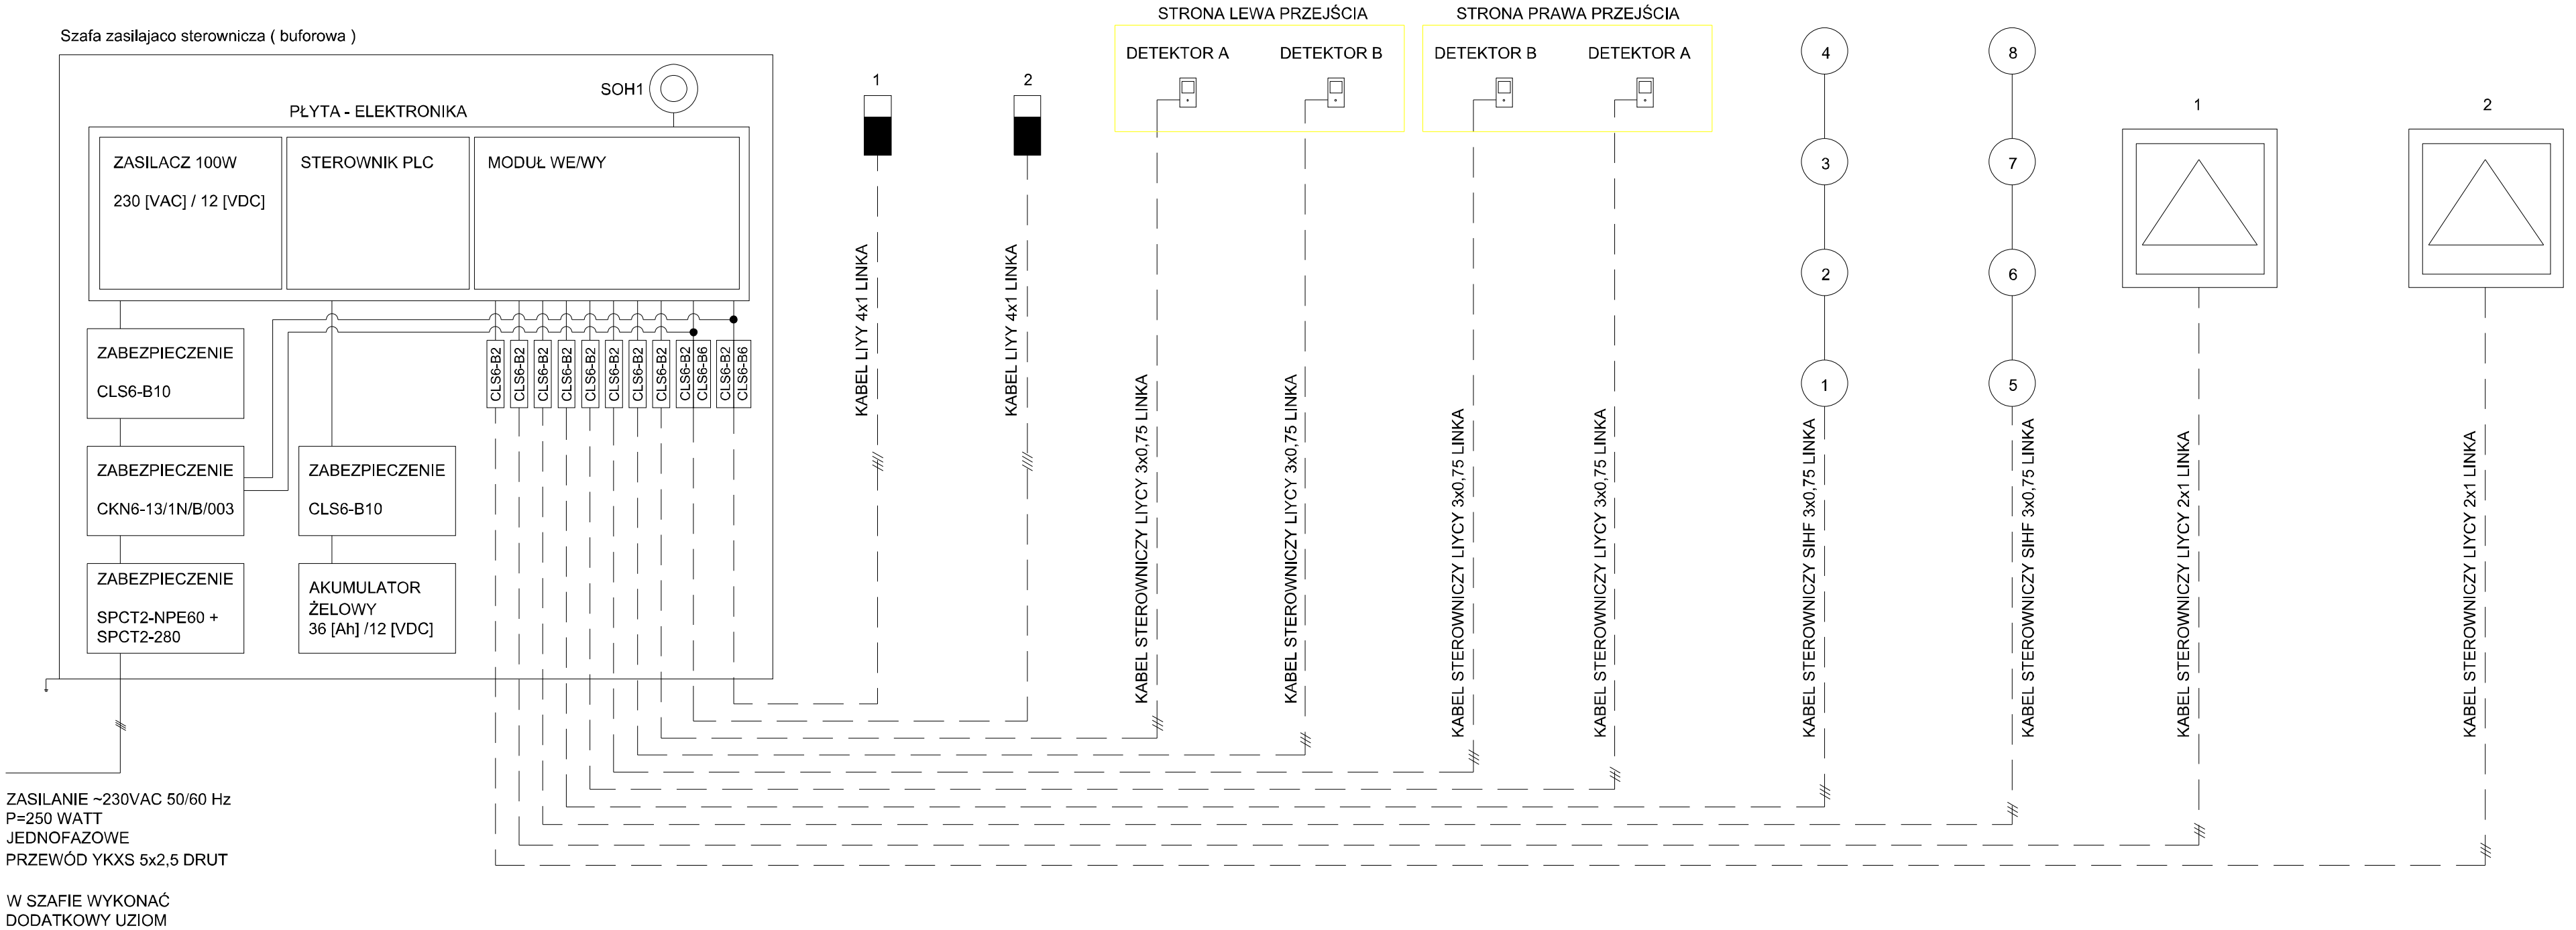 Szafa zasilajaco sterownicza ( buforowa )
SOH1
PŁYTA - ELEKTRONIKA
ZASILACZ 100W
230 [VAC] / 12 [VDC]
STEROWNIK PLC
MODUŁ WE/WY
ZABEZPIECZENIE
CLS6-B10
ZABEZPIECZENIE
CKN6-13/1N/B/003
ZABEZPIECZENIE
SPCT2-NPE60 +
SPCT2-280
ZABEZPIECZENIE
CLS6-B10
AKUMULATOR
ŻELOWY
36 [Ah] /12 [VDC]
CLS6-B2
CLS6-B2
CLS6-B2
CLS6-B2
CLS6-B2
CLS6-B2
CLS6-B2
CLS6-B2
CLS6-B2
CLS6-B6
CLS6-B2
CLS6-B6
ZASILANIE ~230VAC 50/60 Hz
P=250 WATT
JEDNOFAZOWE
PRZEWÓD YKXS 5x2,5 DRUT
W SZAFIE WYKONAĆ
DODATKOWY UZIOM
1
KABEL LIYY 4x1 LINKA
2
KABEL LIYY 4x1 LINKA
STRONA LEWA PRZEJŚCIA
DETEKTOR A
DETEKTOR B
KABEL STEROWNICZY LIYCY 3x0,75 LINKA
KABEL STEROWNICZY LIYCY 3x0,75 LINKA
STRONA PRAWA PRZEJŚCIA
DETEKTOR B
DETEKTOR A
KABEL STEROWNICZY LIYCY 3x0,75 LINKA
KABEL STEROWNICZY LIYCY 3x0,75 LINKA
4
3
2
1
KABEL STEROWNICZY SIHF 3x0,75 LINKA
8
7
6
5
KABEL STEROWNICZY SIHF 3x0,75 LINKA
1
KABEL STEROWNICZY LIYCY 2x1 LINKA
2
KABEL STEROWNICZY LIYCY 2x1 LINKA